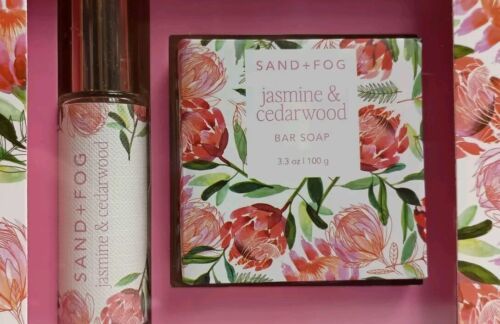 SAND+FOG
jasmine & cedarwood
SAND+FOG
jasmine &
cedarwood
BAR SOAP
3.3 oz | 100 g